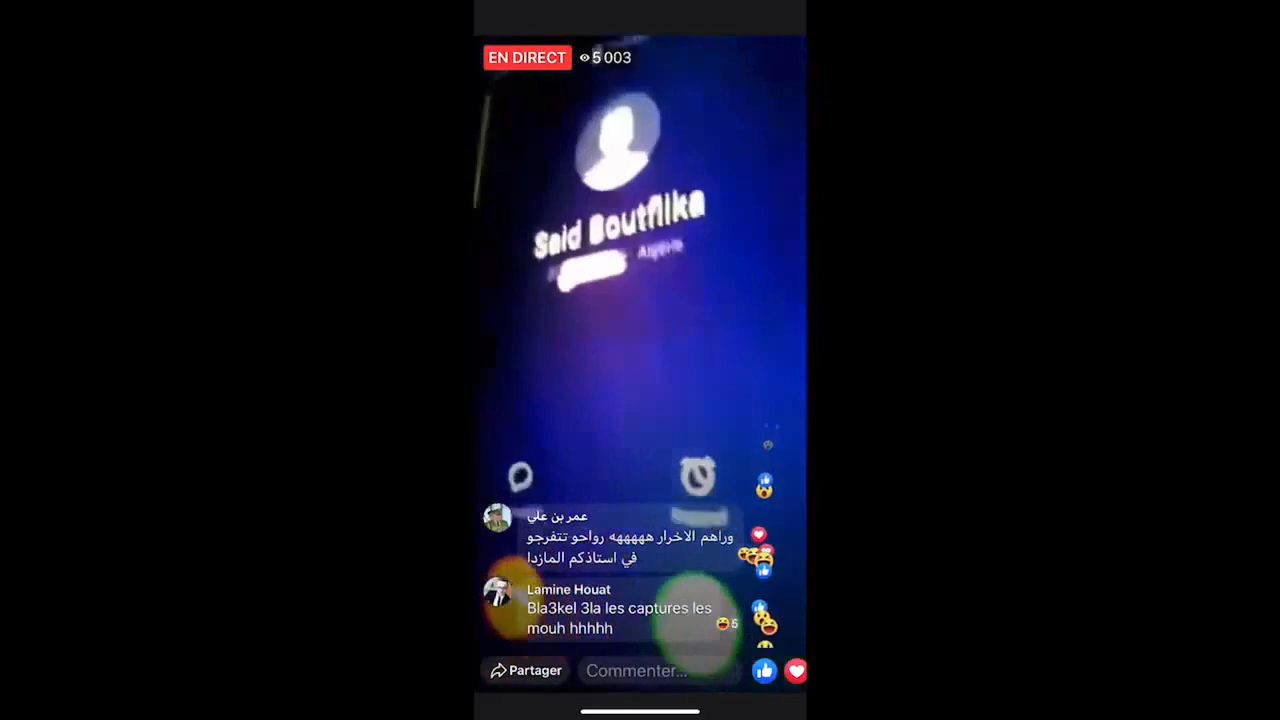 EN DIRECT 5 003
Said Boutflika
Algérie
عمر بن علي
وراهم الاخرار هههههه رواحو تتفرجو
في استاذكم المازدا
Lamine Houat
Bla3kel 3la les captures les
mouh hhhhh
5
Partager
Commenter...